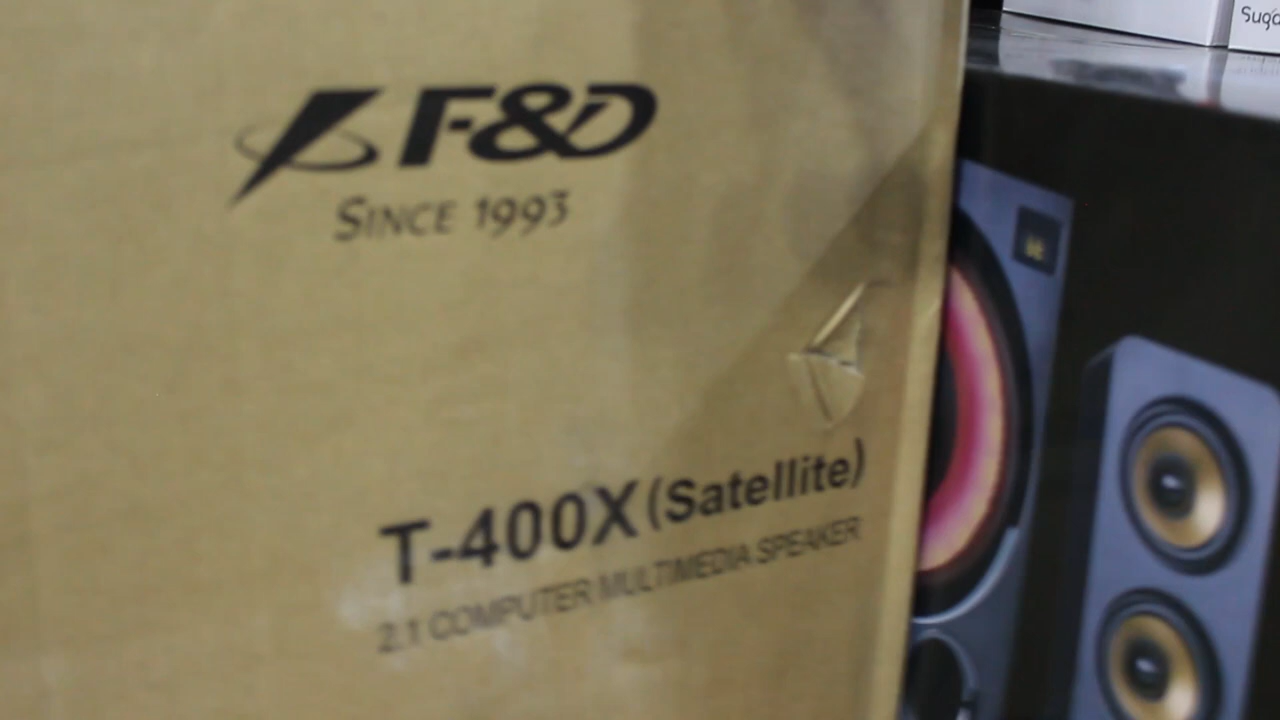 F&D
SINCE 1993
T-400X (Satellite)
2.1 COMPUTER MULTIMEDIA SPEAKER